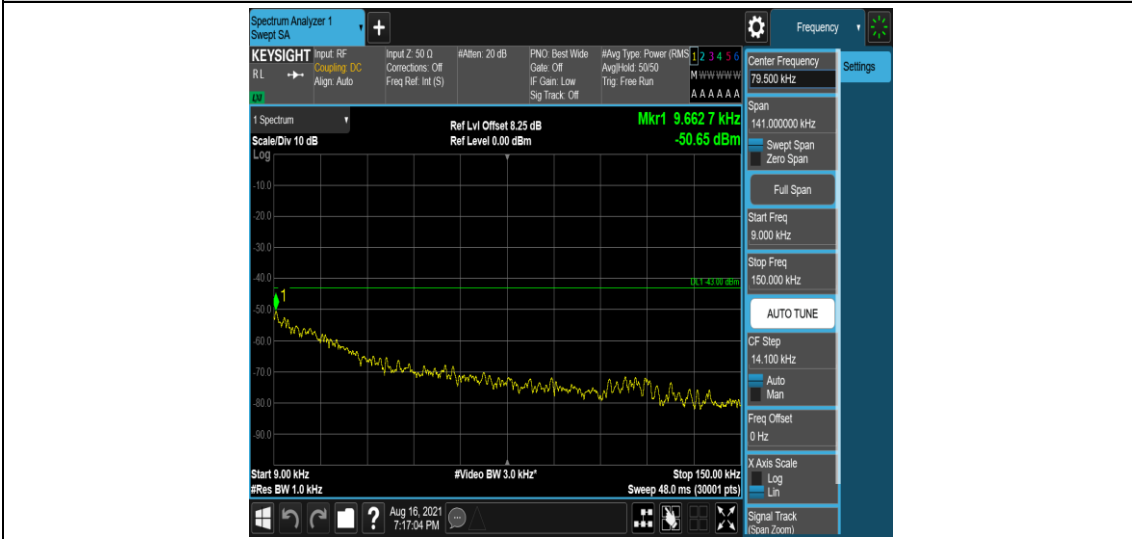 Spectrum Analyzer 1
Swept SA
+
Frequency
KEYSIGHT
Input: RF
Input Z: 50 Ω
#Atten: 20 dB
PNO: Best Wide
#Avg Type: Power (RMS
1 2 3 4 5 6
RL
Coupling: DC
Corrections: Off
Gate: Off
Avg|Hold: 50/50
M W W W W W
Align: Auto
Freq Ref: Int (S)
IF Gain: Low
Trig: Free Run
Sig Track: Off
A A A A A A
1 Spectrum
Ref Lvl Offset 8.25 dB
Mkr1 9.662 7 kHz
Scale/Div 10 dB
Ref Level 0.00 dBm
-50.65 dBm
Log
-10.0
-20.0
-30.0
-40.0
DL1 -43.00 dBm
1
-50.0
-60.0
-70.0
-80.0
-90.0
Start 9.00 kHz
#Video BW 3.0 kHz*
Stop 150.00 kHz
#Res BW 1.0 kHz
Sweep 48.0 ms (30001 pts)
?
Aug 16, 2021
7:17:04 PM
Center Frequency
79.500 kHz
Settings
Span
141.000000 kHz
Swept Span
Zero Span
Full Span
Start Freq
9.000 kHz
Stop Freq
150.000 kHz
AUTO TUNE
CF Step
14.100 kHz
Auto
Man
Freq Offset
0 Hz
X Axis Scale
Log
Lin
Signal Track
(Span Zoom)